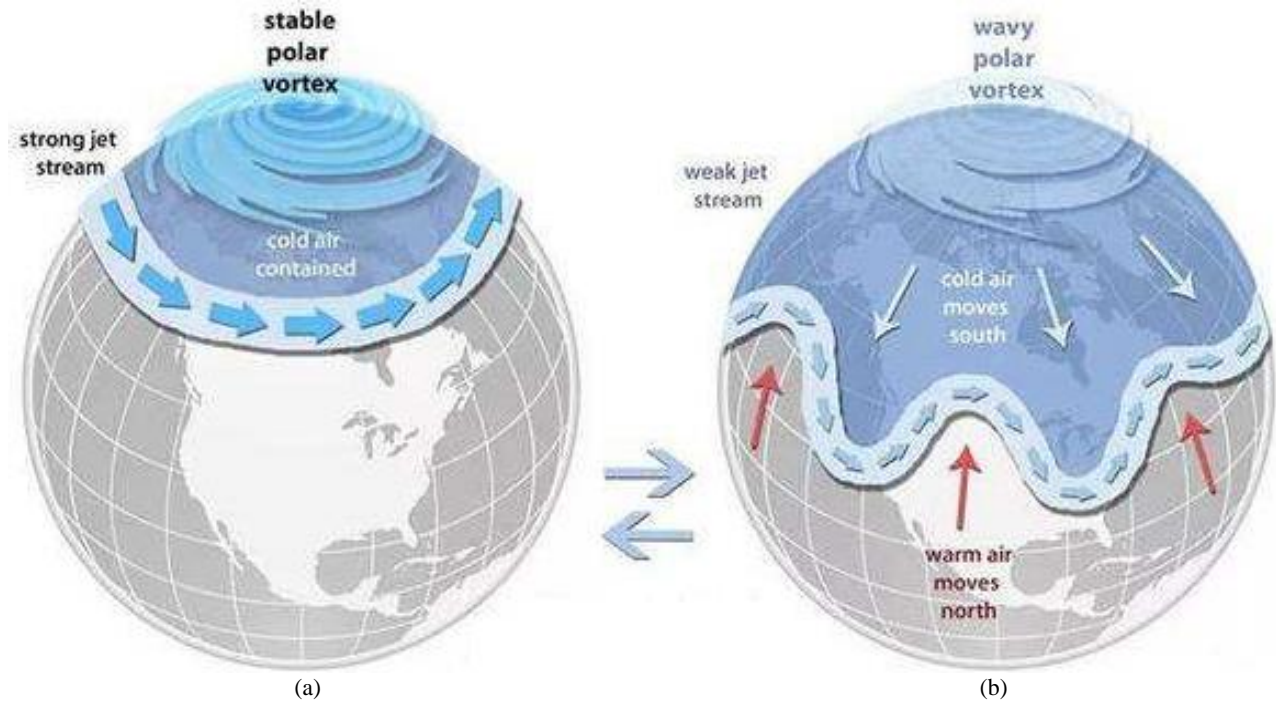 stable
polar
vortex
strong jet
stream
cold air
contained
(a)
wavy
polar
vortex
weak jet
stream
cold air
moves
south
warm air
moves
north
(b)